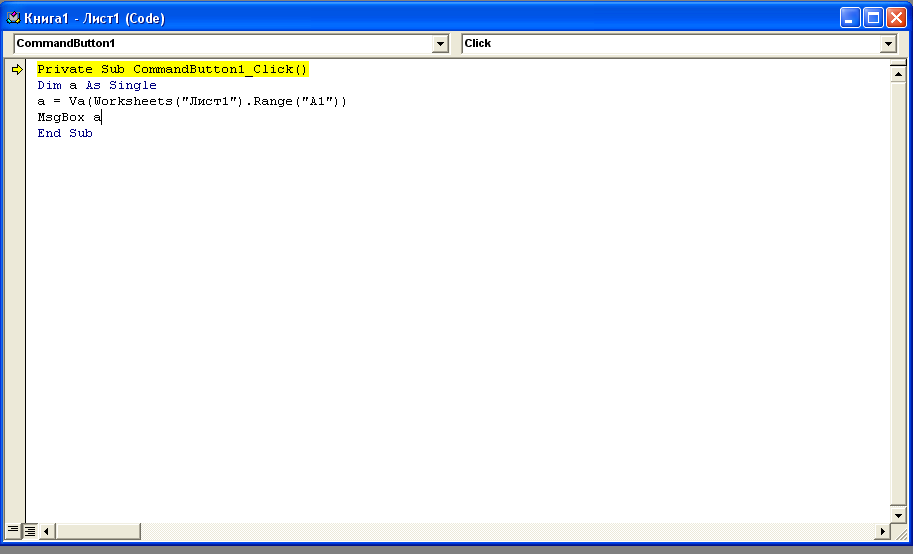 Книга1 - Лист1 (Code)
CommandButton1
Click
Private Sub CommandButton1_Click()
Dim a As Single
a = Va(Worksheets("Лист1").Range("A1"))
MsgBox a
End Sub